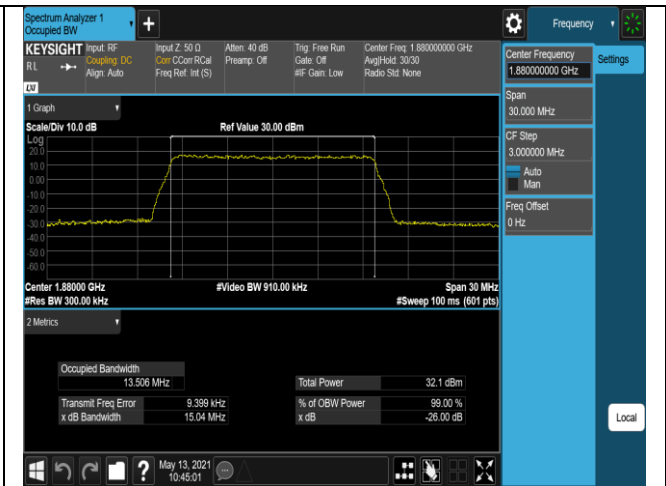 Spectrum Analyzer 1
Occupied BW
+
Frequency
KEYSIGHT
RL
LXI
Input: RF
Coupling: DC
Align: Auto
Input Z: 50 Ω
Corr CCorr RCal
Freq Ref: Int (S)
Atten: 40 dB
Preamp: Off
Trig: Free Run
Gate: Off
#IF Gain: Low
Center Freq: 1.880000000 GHz
Avg|Hold: 30/30
Radio Std: None
Center Frequency
1.880000000 GHz
Settings
Span
30.000 MHz
CF Step
3.000000 MHz
Auto
Man
Freq Offset
0 Hz
Local
1 Graph
Scale/Div 10.0 dB
Ref Value 30.00 dBm
Log
20.0
10.0
0.00
-10.0
-20.0
-30.0
-40.0
-50.0
-60.0
Center 1.88000 GHz
#Video BW 910.00 kHz
Span 30 MHz
#Res BW 300.00 kHz
#Sweep 100 ms (601 pts)
2 Metrics
Occupied Bandwidth
13.506 MHz
Total Power
32.1 dBm
Transmit Freq Error
9.399 kHz
% of OBW Power
99.00 %
x dB Bandwidth
15.04 MHz
x dB
-26.00 dB
?
May 13, 2021
10:45:01